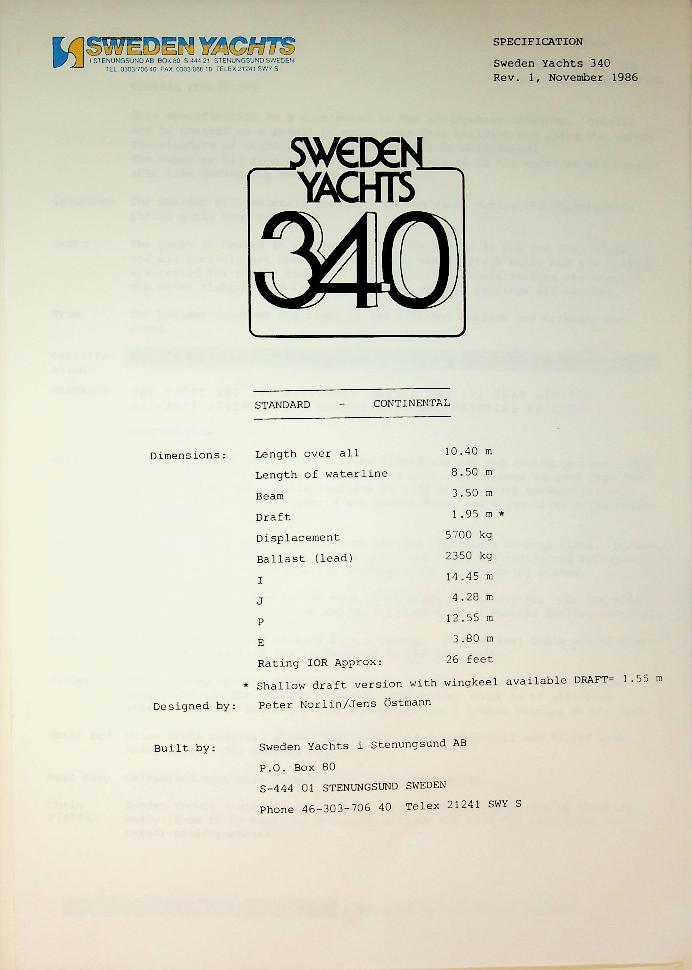 SWEDEN YACHTS
I STENUNGSUND AB BOX 80 S-444 21 STENUNGSUND SWEDEN
TEL 0303/706 40 FAX 0303/886 10 TELEX 21241 SWY S
SPECIFICATION
Sweden Yachts 340
Rev. 1, November 1986
SWEDEN
YACHTS
340
STANDARD - CONTINENTAL
Dimensions: Length over all 10.40 m
Length of waterline 8.50 m
Beam 3.50 m
Draft 1.95 m *
Displacement 5700 kg
Ballast (lead) 2350 kg
I 14.45 m
J 4.28 m
P 12.55 m
E 3.80 m
Rating IOR Approx: 26 feet
* Shallow draft version with wingkeel available DRAFT= 1.55 m
Designed by: Peter Norlin/Jens Östmann
Built by: Sweden Yachts i Stenungsund AB
P.O. Box 80
S-444 01 STENUNGSUND SWEDEN
Phone 46-303-706 40 Telex 21241 SWY S